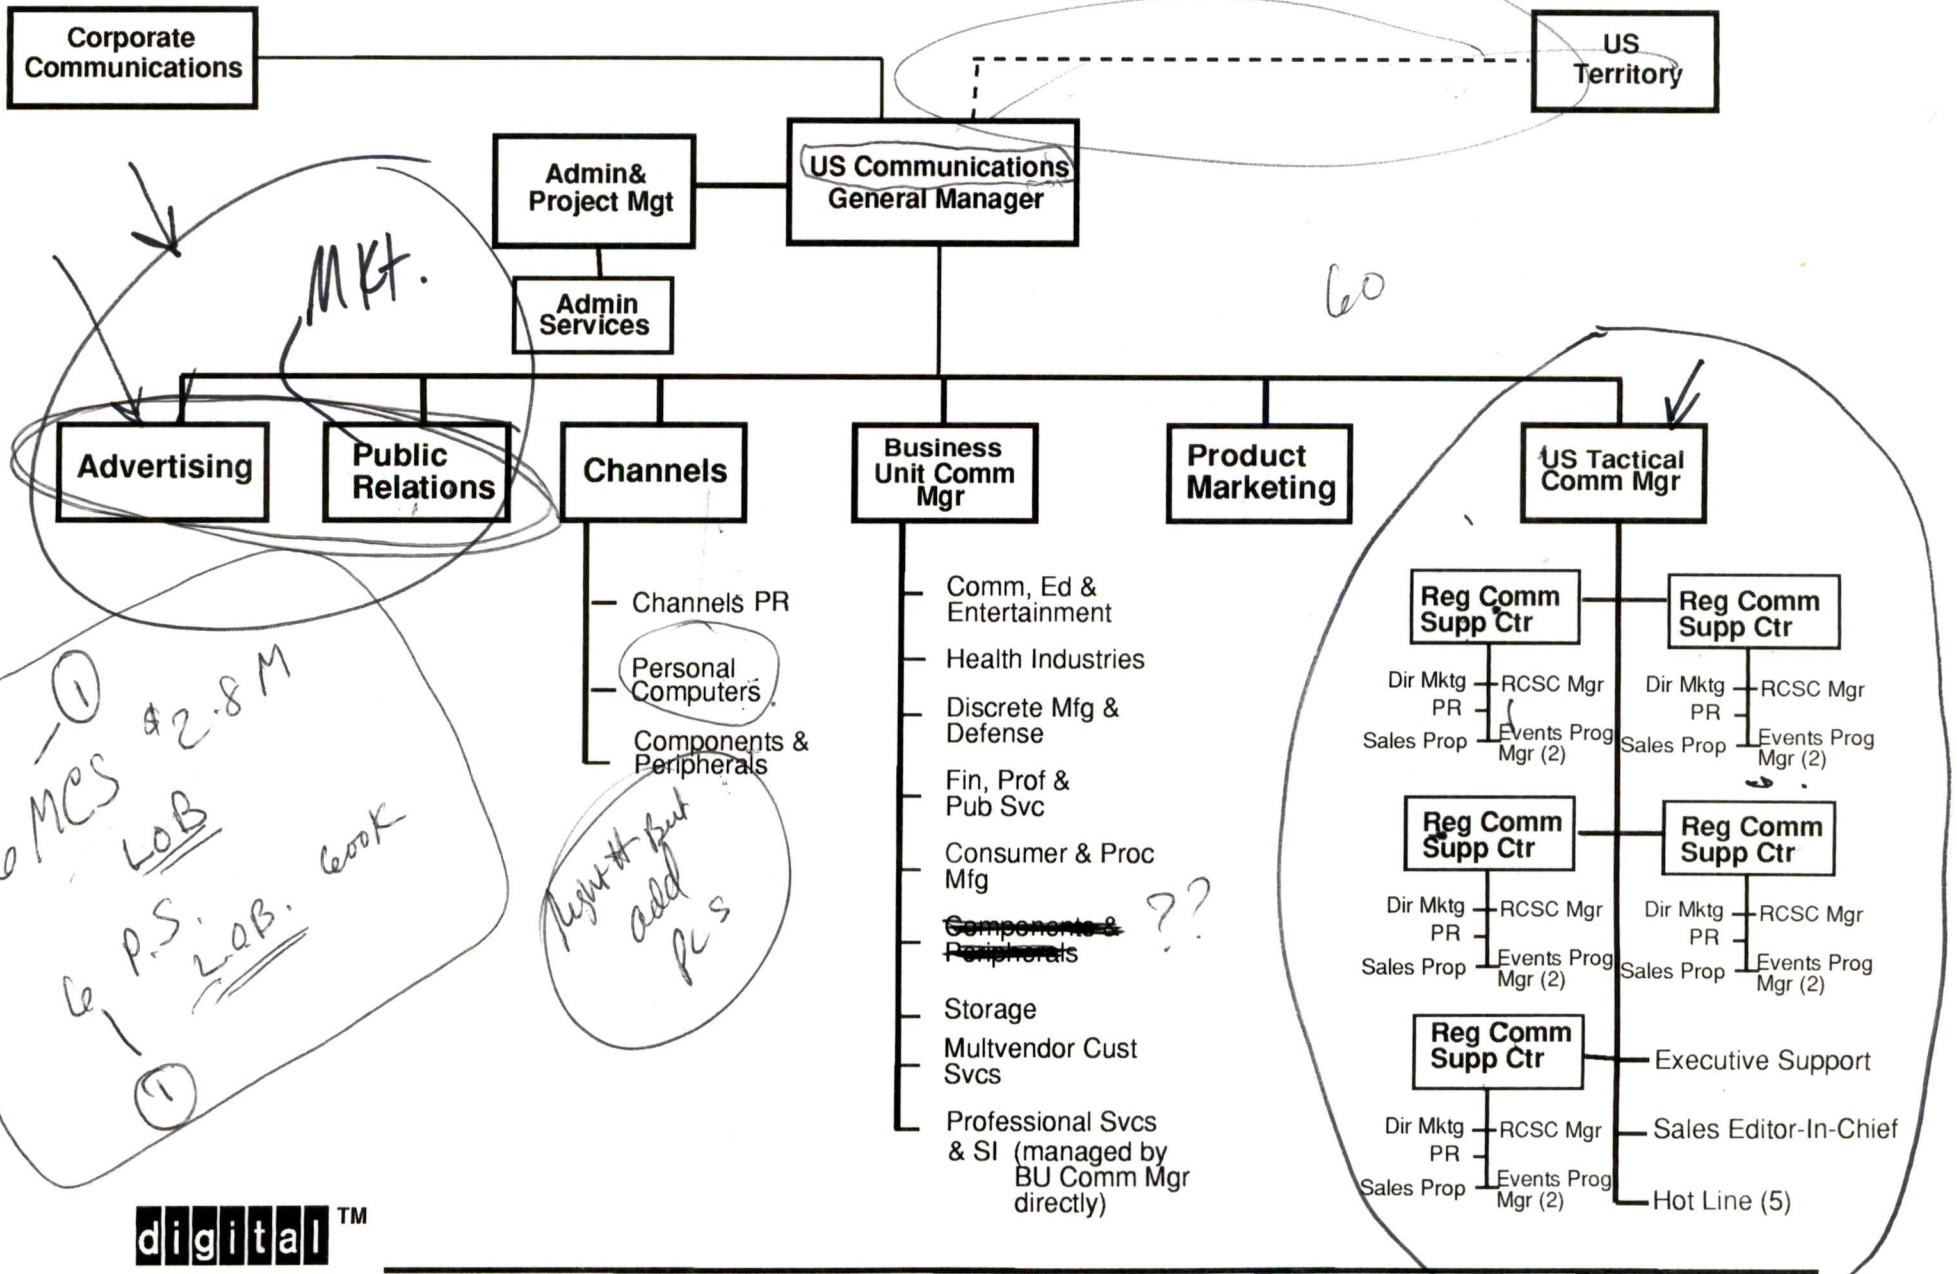 Corporate
Communications
US
Territory
Admin&
Project Mgt
US Communications
General Manager
Admin
Services
MKt.
60
Advertising
Public
Relations
Channels
Business
Unit Comm
Mgr
Product
Marketing
US Tactical
Comm Mgr
Channels PR
Personal
Computers
Components &
Peripherals
Comm, Ed &
Entertainment
Health Industries
Discrete Mfg &
Defense
Fin, Prof &
Pub Svc
Consumer & Proc
Mfg
Components &
Peripherals
??
Storage
Multvendor Cust
Svcs
Professional Svcs
& SI (managed by
BU Comm Mgr
directly)
Reg Comm
Supp Ctr
Dir Mktg
RCSC Mgr
PR
Sales Prop
Events Prog
Mgr (2)
Reg Comm
Supp Ctr
Dir Mktg
RCSC Mgr
PR
Sales Prop
Events Prog
Mgr (2)
Reg Comm
Supp Ctr
Dir Mktg
RCSC Mgr
PR
Sales Prop
Events Prog
Mgr (2)
Reg Comm
Supp Ctr
Dir Mktg
RCSC Mgr
PR
Sales Prop
Events Prog
Mgr (2)
Reg Comm
Supp Ctr
Dir Mktg
RCSC Mgr
PR
Sales Prop
Events Prog
Mgr (2)
Executive Support
Sales Editor-In-Chief
Hot Line (5)
1
MCS $2.8 M
LOB
P.S. 600K
LOB.
1
But
add
PCS
digital™